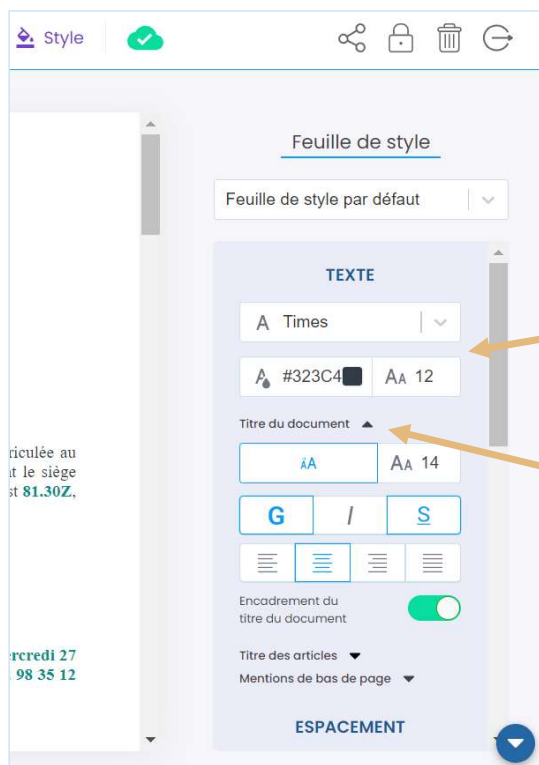 Style
Feuille de style
Feuille de style par défaut
TEXTE
A Times
#323C4
AA 12
Titre du document
ÄA
AA 14
G I S
Encadrement du
titre du document
Titre des articles
Mentions de bas de page
ESPACEMENT
riculée au
le siège
st 81.30Z,
rcredi 27
98 35 12